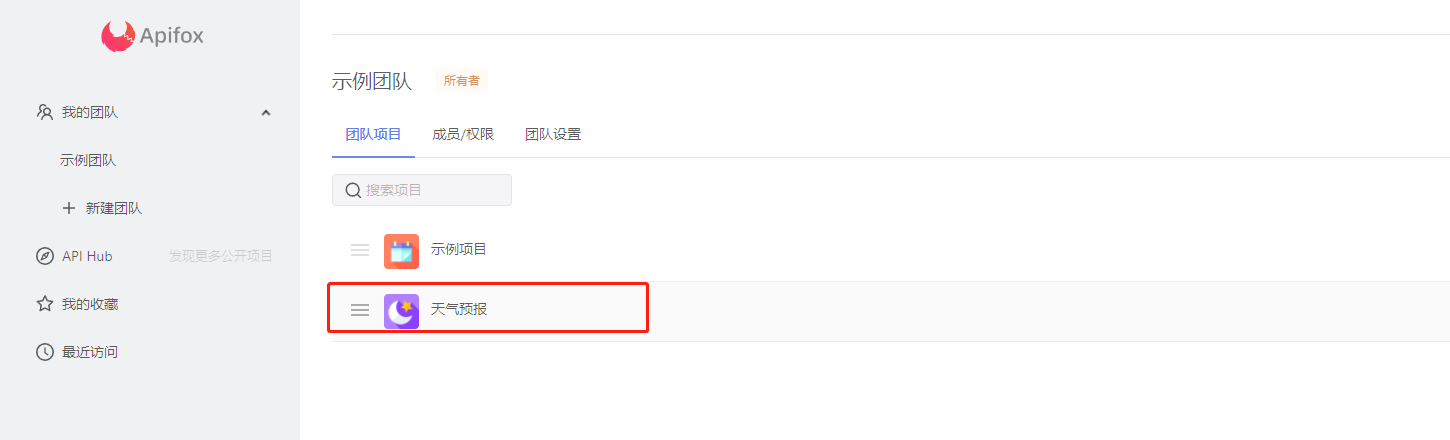 Apifox
我的团队
示例团队
新建团队
API Hub 发现更多公开项目
我的收藏
最近访问
示例团队 所有者
团队项目 成员/权限 团队设置
搜索项目
示例项目
天气预报